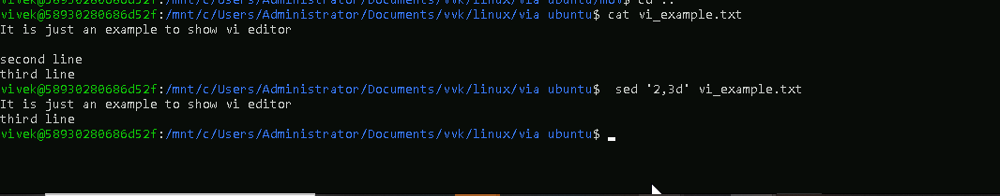 vivek@58930280686d52f:/mnt/c/Users/Administrator/Documents/vvk/linux/via ubuntu/mov$ cd ..
vivek@58930280686d52f:/mnt/c/Users/Administrator/Documents/vvk/linux/via ubuntu$ cat vi_example.txt
It is just an example to show vi editor

second line
third line
vivek@58930280686d52f:/mnt/c/Users/Administrator/Documents/vvk/linux/via ubuntu$  sed '2,3d' vi_example.txt
It is just an example to show vi editor
third line
vivek@58930280686d52f:/mnt/c/Users/Administrator/Documents/vvk/linux/via ubuntu$